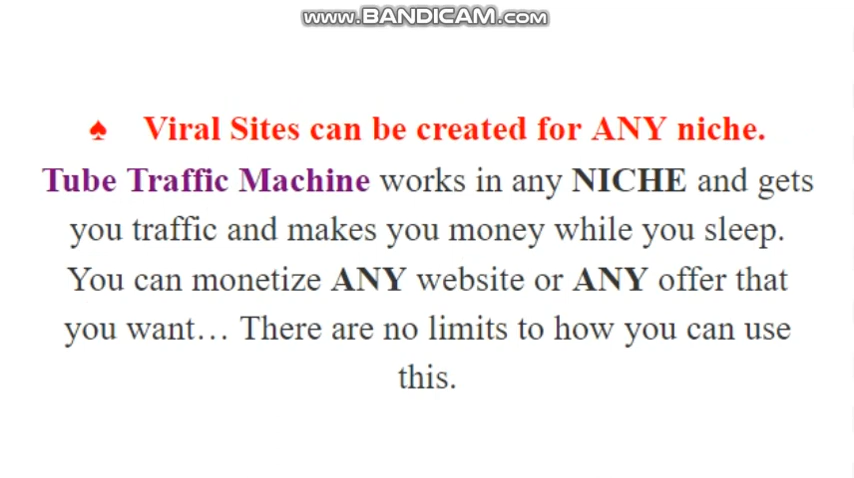 www.BANDICAM.com
♠ Viral Sites can be created for ANY niche.
Tube Traffic Machine works in any NICHE and gets
you traffic and makes you money while you sleep.
You can monetize ANY website or ANY offer that
you want… There are no limits to how you can use
this.